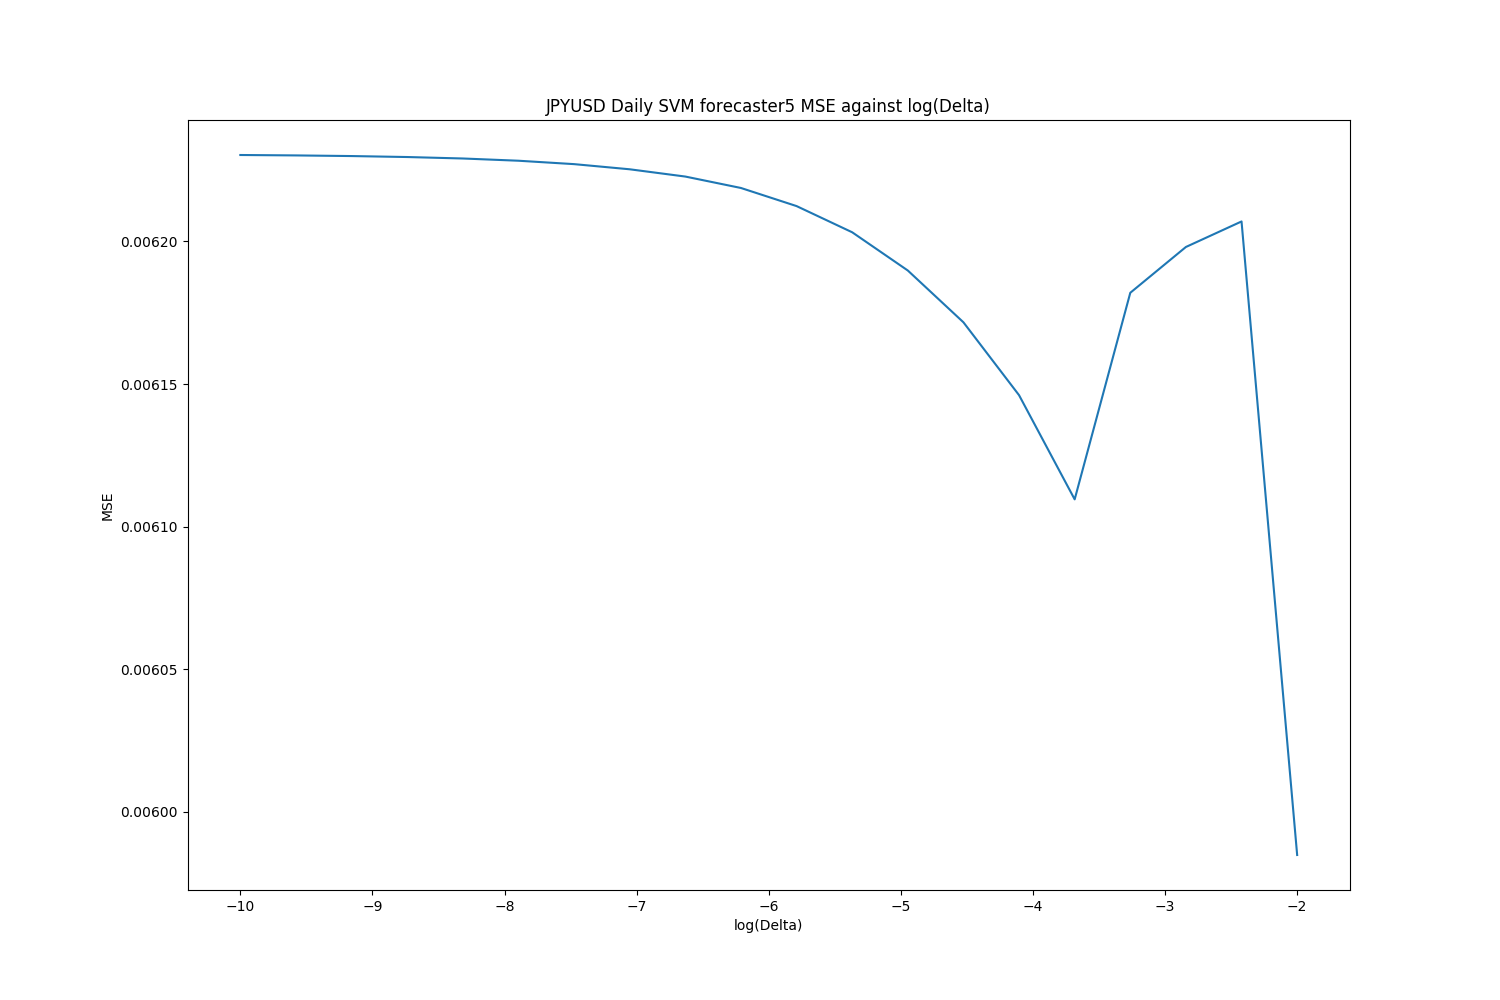 JPYUSD Daily SVM forecaster5 MSE against log(Delta)
0.00620
0.00615
0.00610
0.00605
0.00600
MSE
−10 −9 −8 −7 −6 −5 −4 −3 −2
log(Delta)